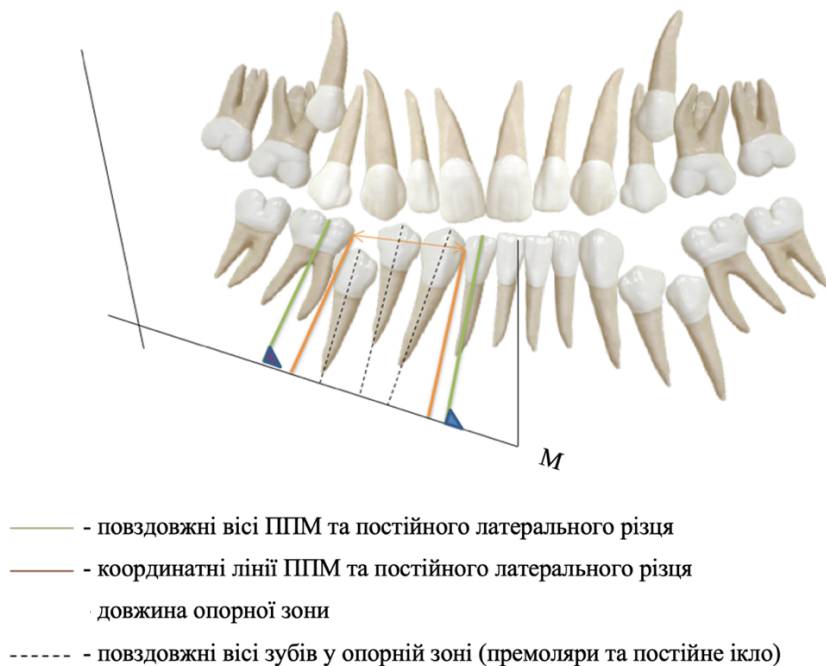 М
- повздовжні вісі ППМ та постійного латерального різця
- координатні лінії ППМ та постійного латерального різця
- довжина опорної зони
- повздовжні вісі зубів у опорній зоні (премоляри та постійне ікло)